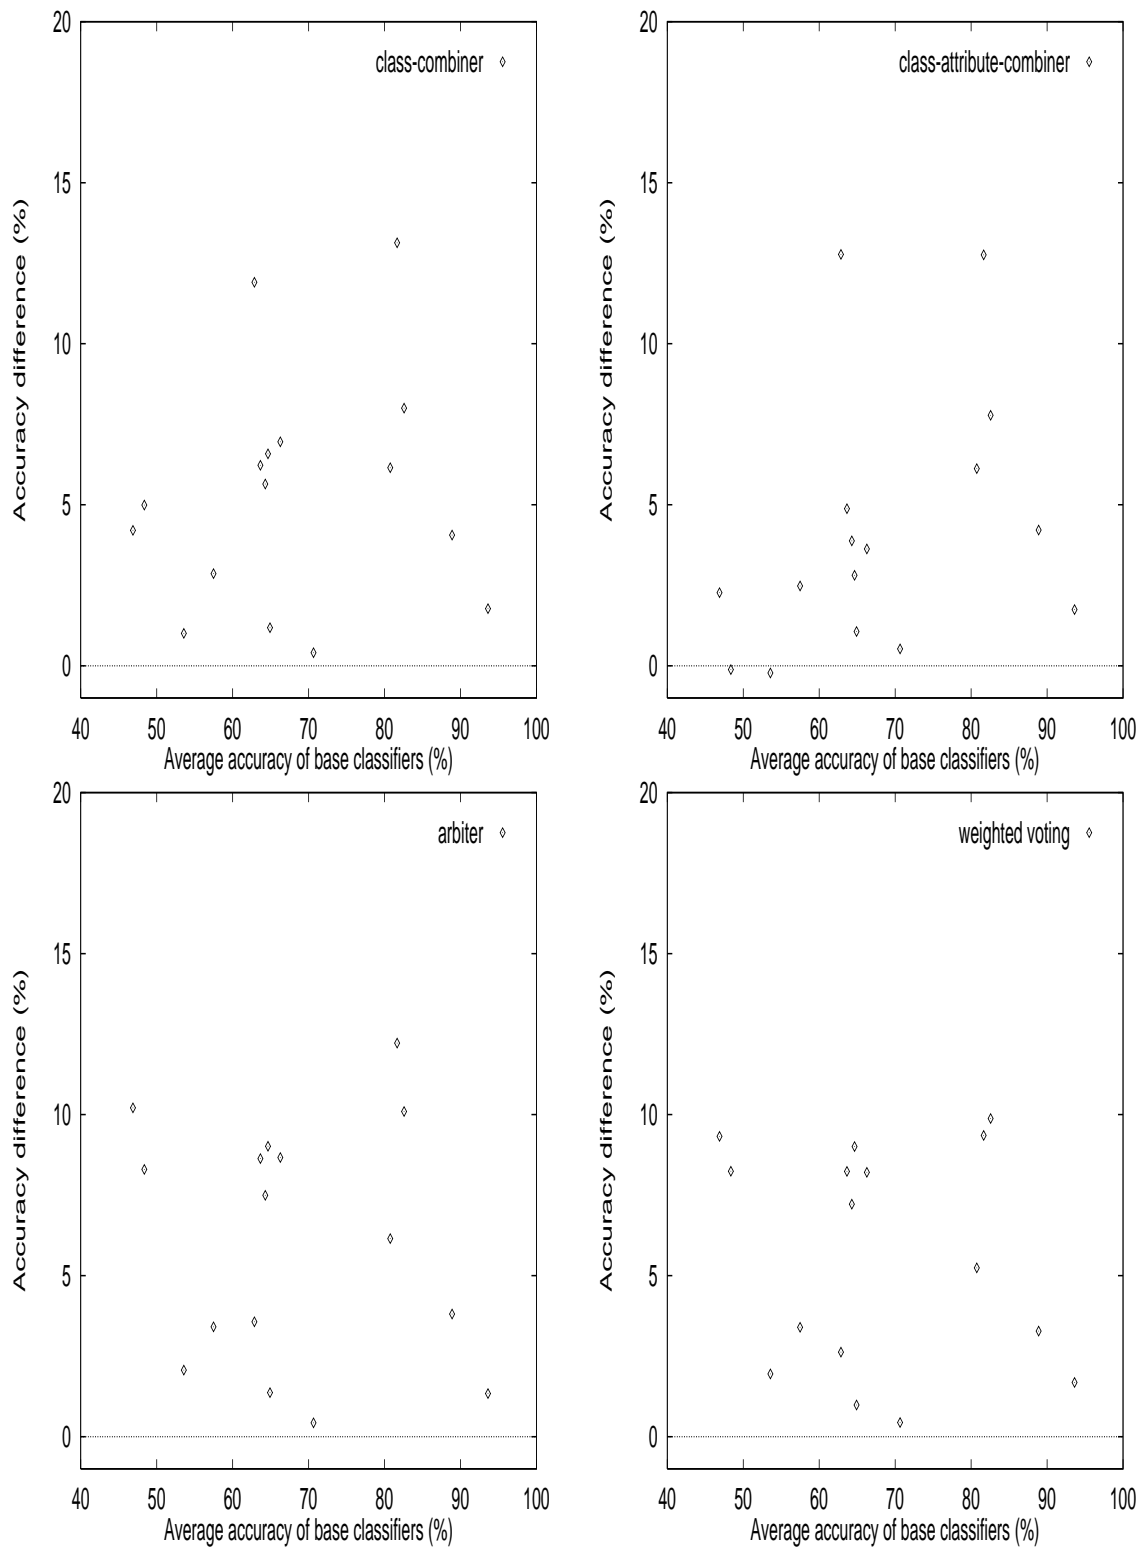 20
class-combiner
15
10
5
0
Accuracy difference (%)
40 50 60 70 80 90 100
Average accuracy of base classifiers (%)
20
class-attribute-combiner
15
10
5
0
Accuracy difference (%)
40 50 60 70 80 90 100
Average accuracy of base classifiers (%)
20
arbiter
15
10
5
0
Accuracy difference (%)
40 50 60 70 80 90 100
Average accuracy of base classifiers (%)
20
weighted voting
15
10
5
0
Accuracy difference (%)
40 50 60 70 80 90 100
Average accuracy of base classifiers (%)